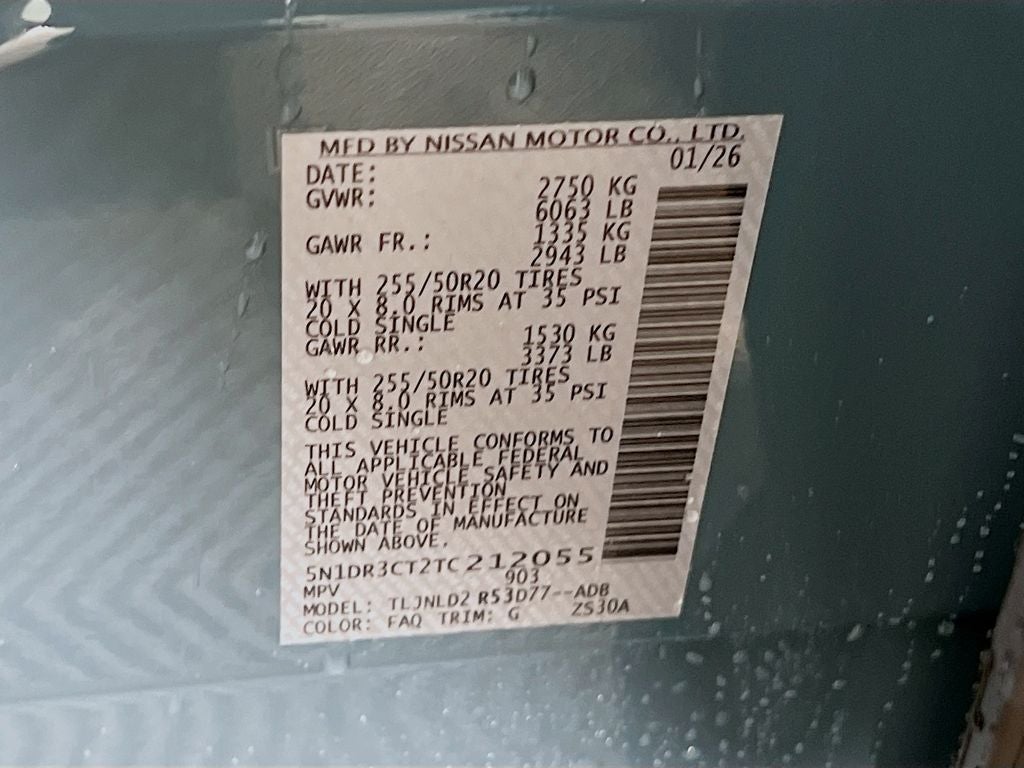 MFD BY NISSAN MOTOR CO., LTD.
DATE: 01/26
GVWR: 2750 KG
6063 LB
GAWR FR.: 1335 KG
2943 LB
WITH 255/50R20 TIRES
20 X 8.0 RIMS AT 35 PSI
COLD SINGLE
GAWR RR.: 1530 KG
3373 LB
WITH 255/50R20 TIRES
20 X 8.0 RIMS AT 35 PSI
COLD SINGLE
THIS VEHICLE CONFORMS TO
ALL APPLICABLE FEDERAL
MOTOR VEHICLE SAFETY AND
THEFT PREVENTION
STANDARDS IN EFFECT ON
THE DATE OF MANUFACTURE
SHOWN ABOVE.
5N1DR3CT2TC212055
MPV 903
MODEL: TLJNLD2 R53D77--ADB
COLOR: FAQ TRIM: G ZS30A